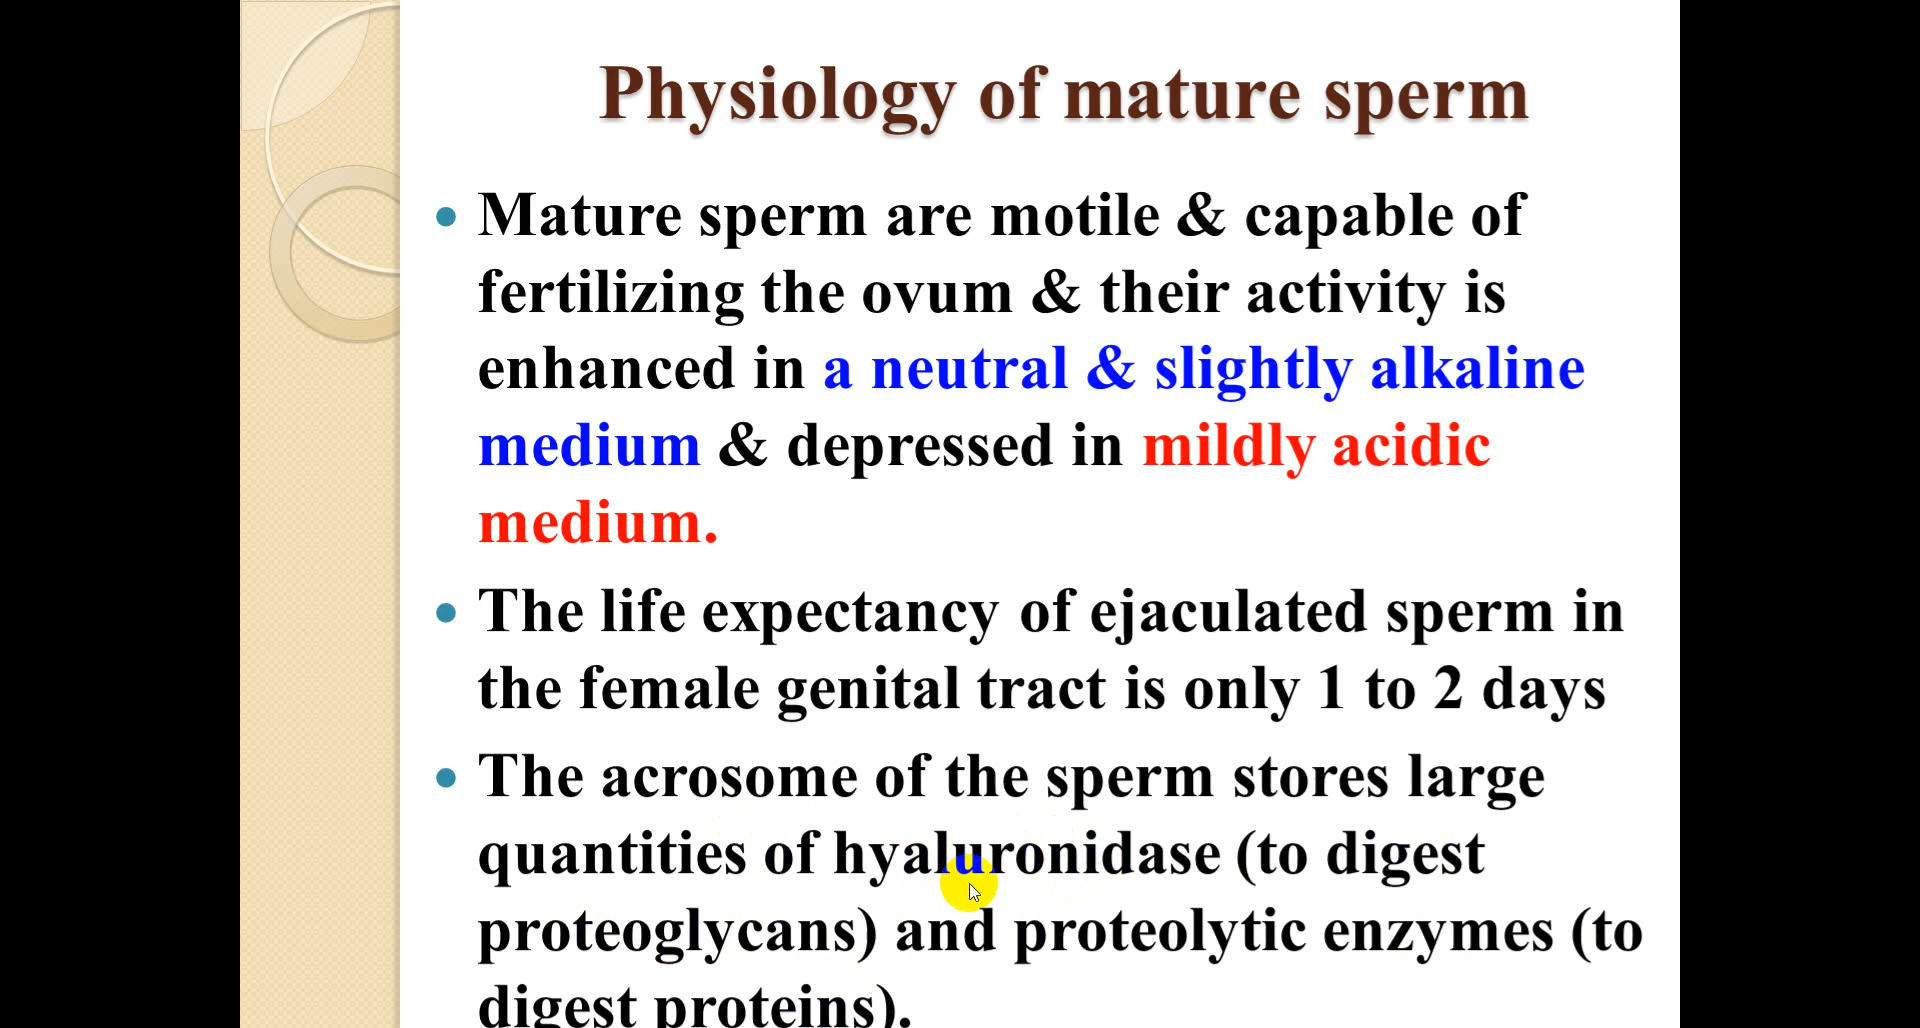 Physiology of mature sperm
• Mature sperm are motile & capable of
fertilizing the ovum & their activity is
enhanced in a neutral & slightly alkaline
medium & depressed in mildly acidic
medium.
• The life expectancy of ejaculated sperm in
the female genital tract is only 1 to 2 days
• The acrosome of the sperm stores large
quantities of hyaluronidase (to digest
proteoglycans) and proteolytic enzymes (to
digest proteins).